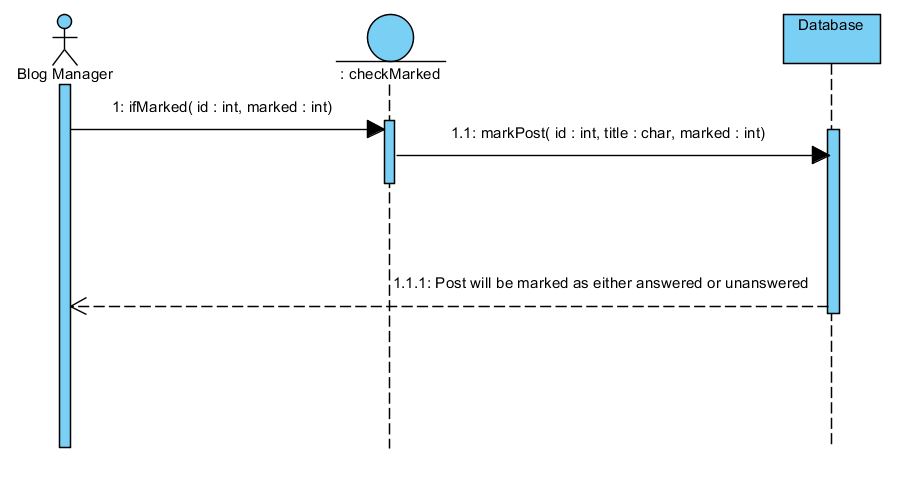 Database
Blog Manager
: checkMarked
1: ifMarked( id : int, marked : int)
1.1: markPost( id : int, title : char, marked : int)
1.1.1: Post will be marked as either answered or unanswered